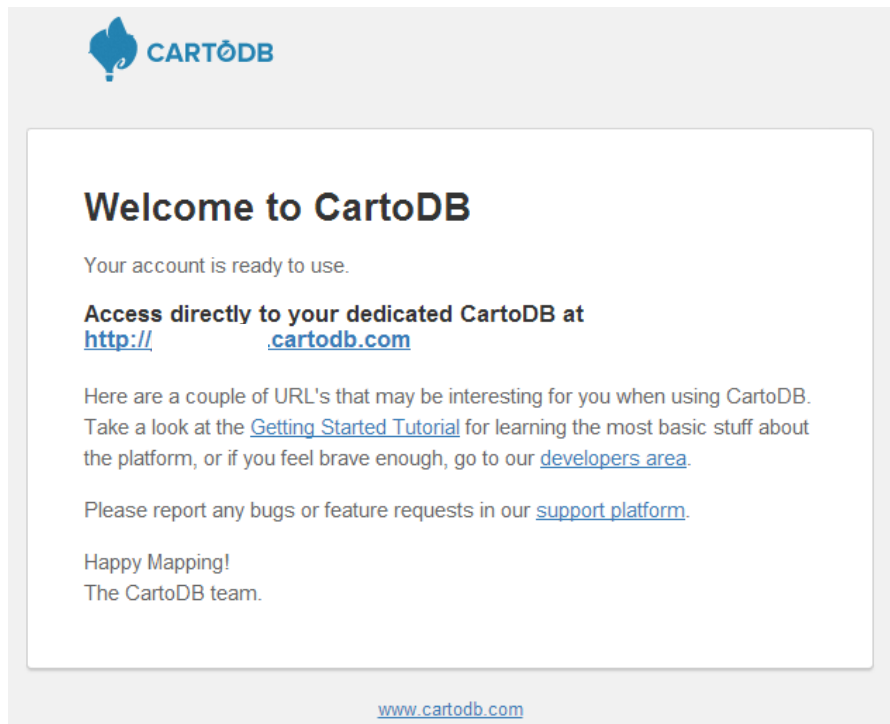 CARTODB
Welcome to CartoDB
Your account is ready to use.
Access directly to your dedicated CartoDB at
http:// .cartodb.com
Here are a couple of URL's that may be interesting for you when using CartoDB.
Take a look at the Getting Started Tutorial for learning the most basic stuff about
the platform, or if you feel brave enough, go to our developers area.
Please report any bugs or feature requests in our support platform.
Happy Mapping!
The CartoDB team.
www.cartodb.com